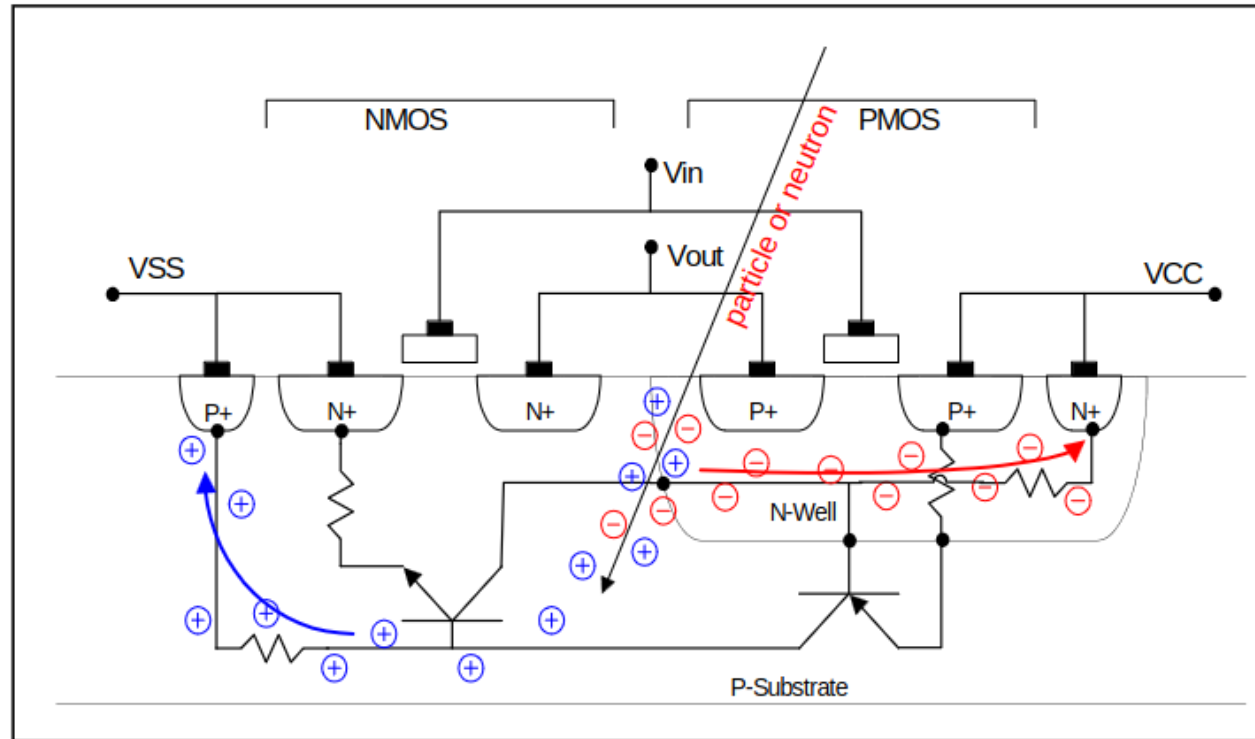 NMOS
PMOS
Vin
particle or neutron
Vout
VSS
VCC
P+
N+
N+
P+
P+
N+
N-Well
P-Substrate